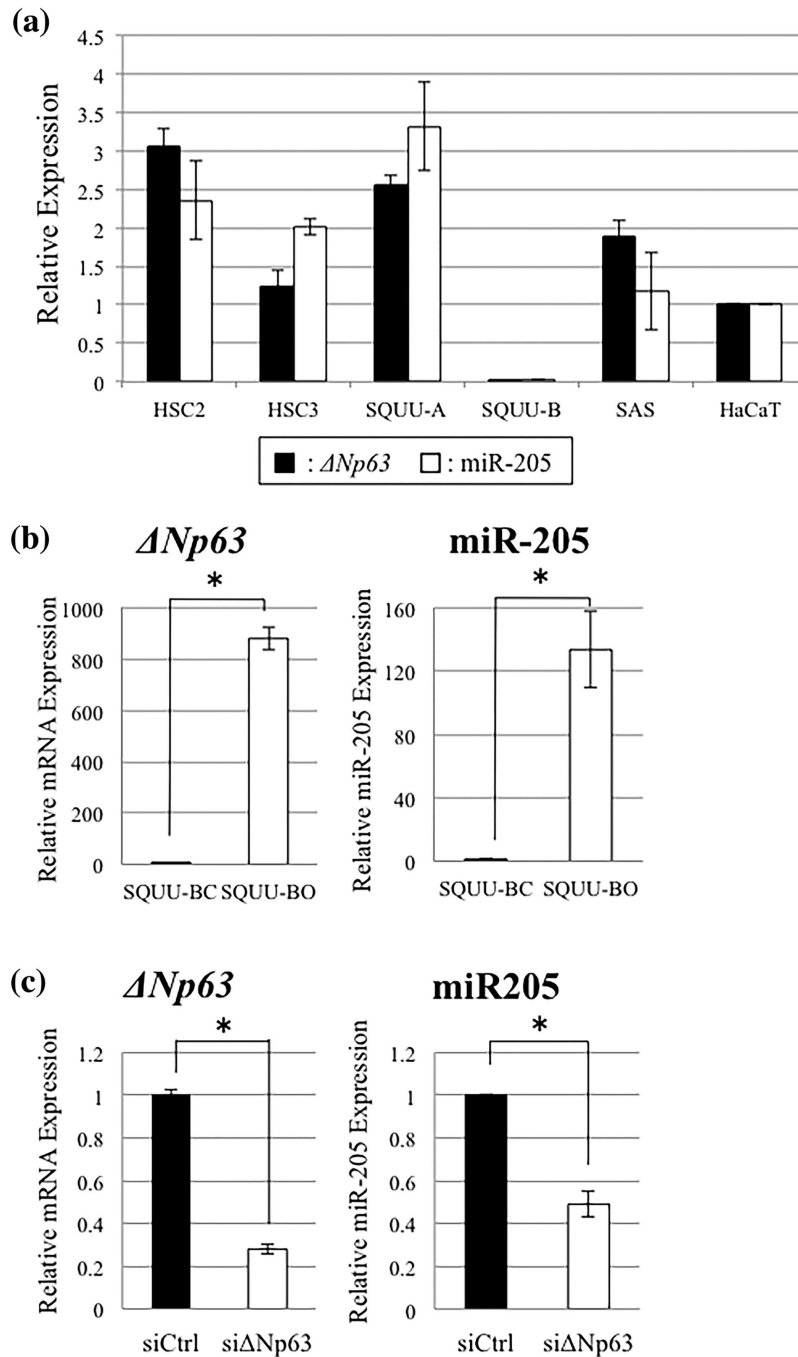 (a)
Relative Expression
4.5
4
3.5
3
2.5
2
1.5
1
0.5
0
HSC2 HSC3 SQUU-A SQUU-B SAS HaCaT
: ΔNp63 : miR-205
(b)
ΔNp63
*
Relative mRNA Expression
1000
800
600
400
200
0
SQUU-BC SQUU-BO
miR-205
*
Relative miR-205 Expression
160
120
80
40
0
SQUU-BC SQUU-BO
(c)
ΔNp63
*
Relative mRNA Expression
1.2
1
0.8
0.6
0.4
0.2
0
siCtrl siΔNp63
miR205
*
Relative miR-205 Expression
1.2
1
0.8
0.6
0.4
0.2
0
siCtrl siΔNp63